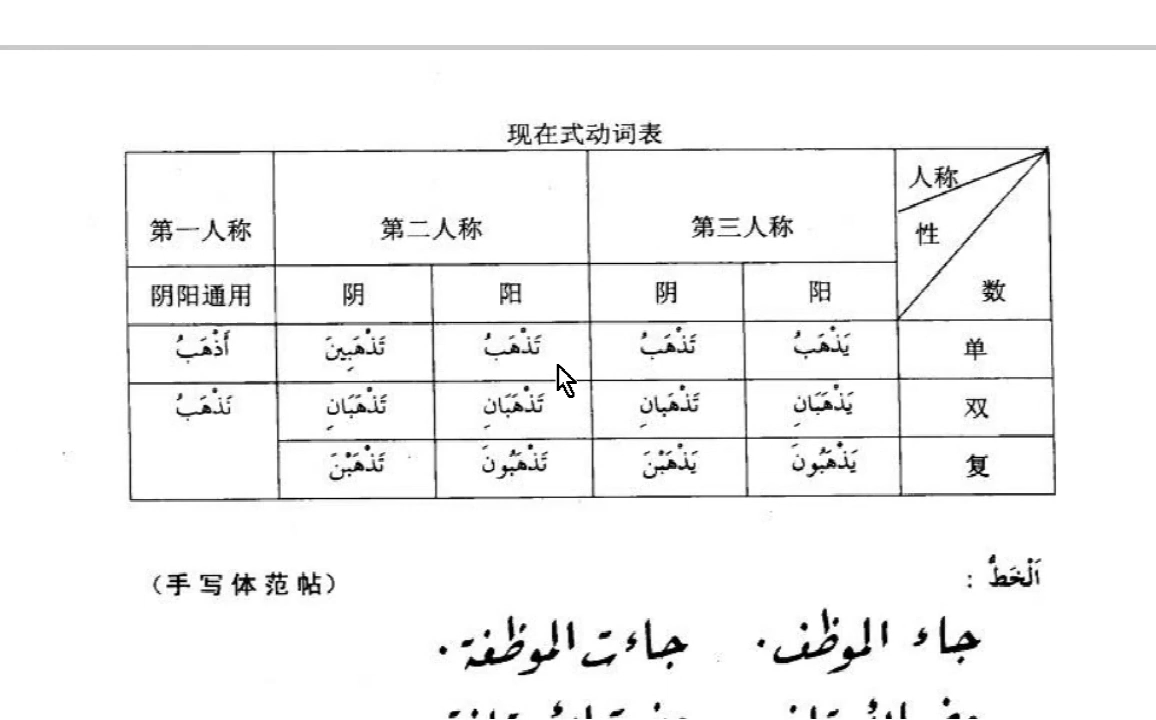 现在式动词表
第一人称 第二人称 第三人称 人称 性 数
阴阳通用 阴 阳 阴 阳
أَذْهَبُ تَذْهَبِينَ تَذْهَبُ تَذْهَبُ يَذْهَبُ 单
نَذْهَبُ تَذْهَبَانِ تَذْهَبَانِ تَذْهَبانِ يَذْهَبَانِ 双
تَذْهَبْنَ تَذْهَبُونَ يَذْهَبْنَ يَذْهَبُونَ 复
اَلْخَطُّ : (手写体范帖)
جاء الموظف. جاءت الموظفة.